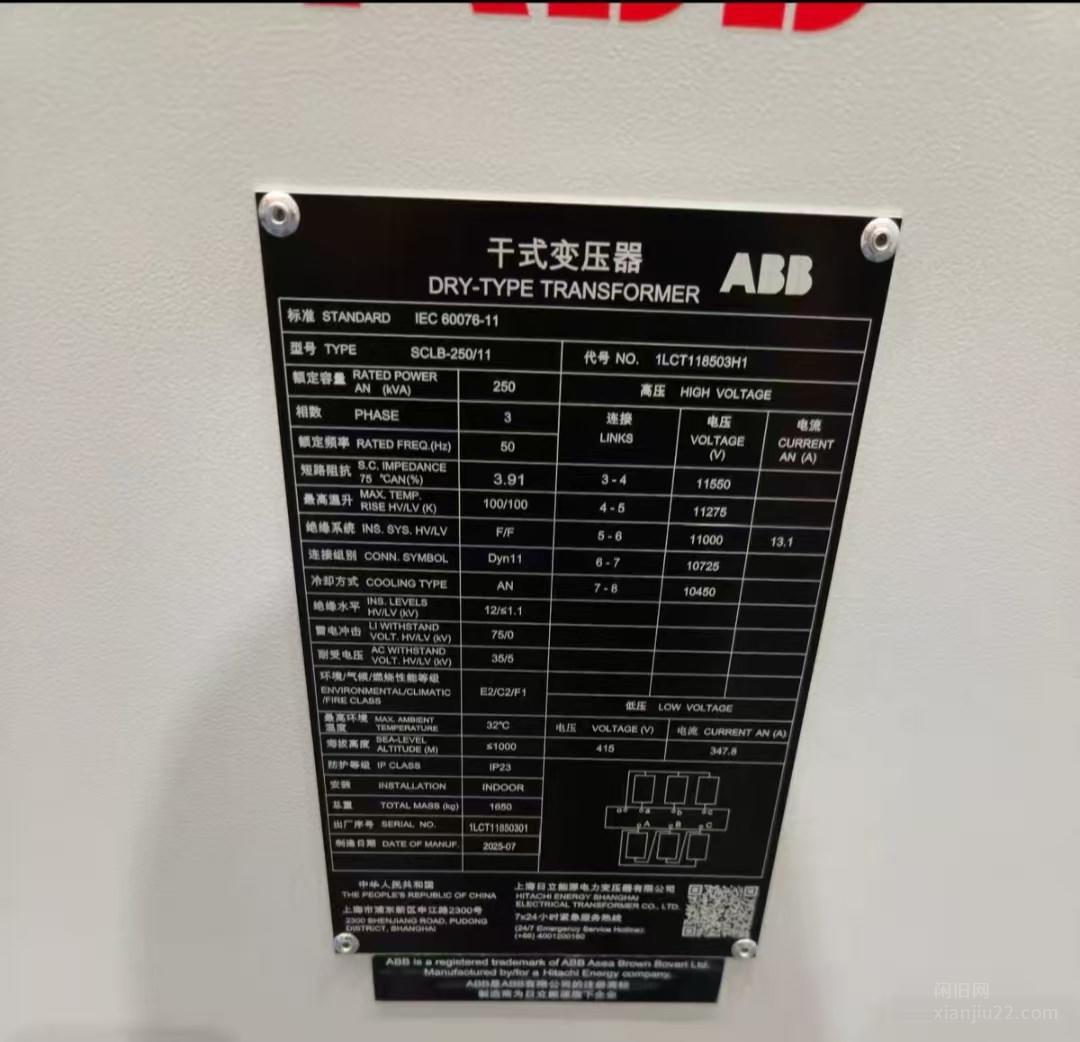 ABB
干式变压器
DRY-TYPE TRANSFORMER
ABB
标准 STANDARD IEC 60076-11
型号 TYPE SCLB-250/11
代号 NO. 1LCT118503H1
额定容量 RATED POWER AN (kVA) 250
相数 PHASE 3
额定频率 RATED FREQ.(Hz) 50
短路阻抗 S.C. IMPEDANCE 75 ℃AN(%) 3.91
最高温升 MAX. TEMP. RISE HV/LV (K) 100/100
绝缘系统 INS. SYS. HV/LV F/F
连接组别 CONN. SYMBOL Dyn11
冷却方式 COOLING TYPE AN
绝缘水平 INS. LEVELS HV/LV (kV) 12/≤1.1
雷电冲击 LI WITHSTAND VOLT. HV/LV (kV) 75/0
耐受电压 AC WITHSTAND VOLT. HV/LV (kV) 35/5
环境/气候/燃烧性能等级
ENVIRONMENTAL/CLIMATIC /FIRE CLASS E2/C2/F1
最高环境温度 MAX. AMBIENT TEMPERATURE 32℃
海拔高度 SEA-LEVEL ALTITUDE (M) ≤1000
防护等级 IP CLASS IP23
安装 INSTALLATION INDOOR
总重 TOTAL MASS (kg) 1650
出厂序号 SERIAL NO. 1LCT11850301
制造日期 DATE OF MANUF. 2025-07
高压 HIGH VOLTAGE
连接 LINKS 电压 VOLTAGE (V) 电流 CURRENT AN (A)
3-4 11550
4-5 11275
5-6 11000 13.1
6-7 10725
7-8 10450
低压 LOW VOLTAGE
电压 VOLTAGE (V) 电流 CURRENT AN (A)
415 347.8
o a b c
A B C
中华人民共和国
THE PEOPLE'S REPUBLIC OF CHINA
上海市浦东新区申江路2300号
2300 SHENJIANG ROAD, PUDONG
DISTRICT, SHANGHAI
上海日立能源电力变压器有限公司
HITACHI ENERGY SHANGHAI
ELECTRICAL TRANSFORMER CO., LTD.
7x24小时紧急服务热线
(24/7 Emergency Service Hotline):
(+86) 4001200160
ABB is a registered trademark of ABB Asea Brown Boveri Ltd.
Manufactured by/for a Hitachi Energy company.
ABB是ABB有限公司的注册商标
制造商为日立能源旗下企业
闲旧网
xianjiu22.com